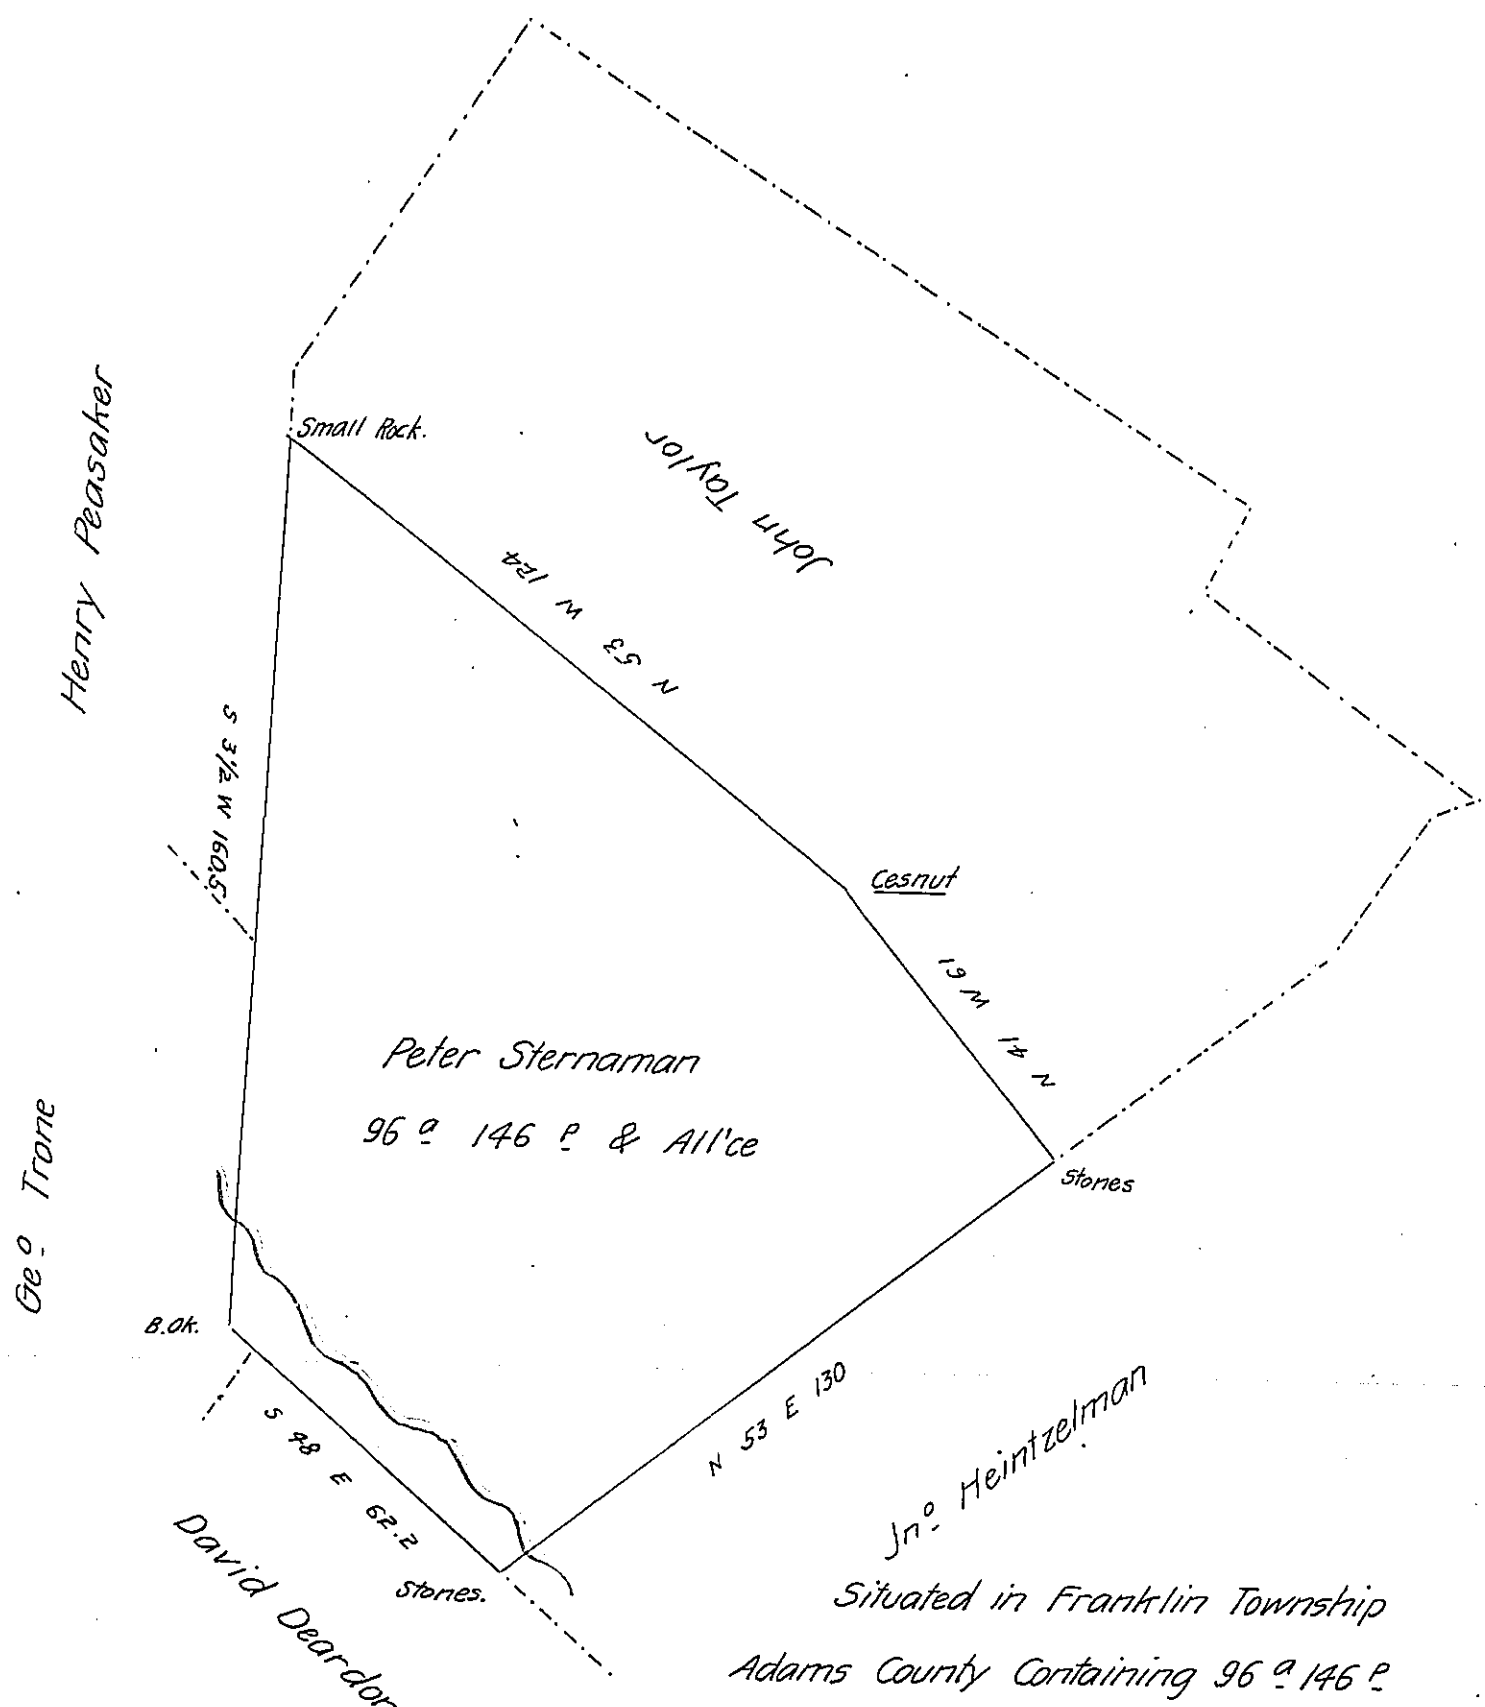 Small Rock.
Henry Peasaker
John Taylor
N 53 W 124
S 3½ W 160.5
Cesnut
N 41 W 61
Peter Sternaman
96 a 146 P & All'ce
Stones
Geo Trone
B.Ok.
S 48 E 62.2
N 53 E 130
Jno Heintzelman
David Deardor
Stones.
Situated in Franklin Township
Adams County Containing 96 a 146 P